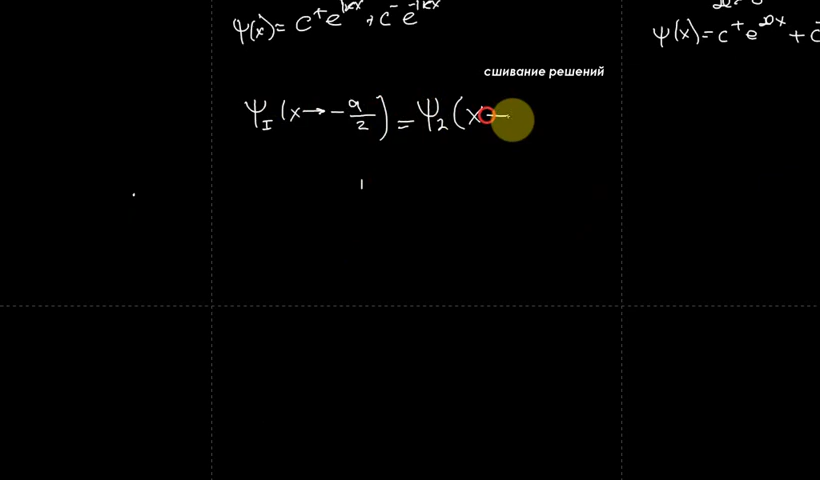 ψ(x) = c⁺e^{ikx} + c⁻e^{-ikx}
ψ(x) = c⁺e^{æx} + c⁻
сшивание решений
Ψ_I (x → -a/2) = Ψ_2 (x →